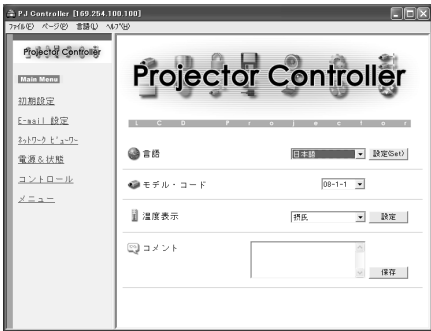 PJ Controller [169.254.100.100]
ファイル(F) ページ(P) 言語(L) ヘルプ(H)
Projector Controller
Main Menu
初期設定
E-mail 設定
ネットワーク ビューワー
電源&状態
コントロール
メニュー
Projector Controller
LCD Projector
言語
日本語
設定(Set)
モデル・コード
08-1-1
温度表示
摂氏
設定
コメント
保存